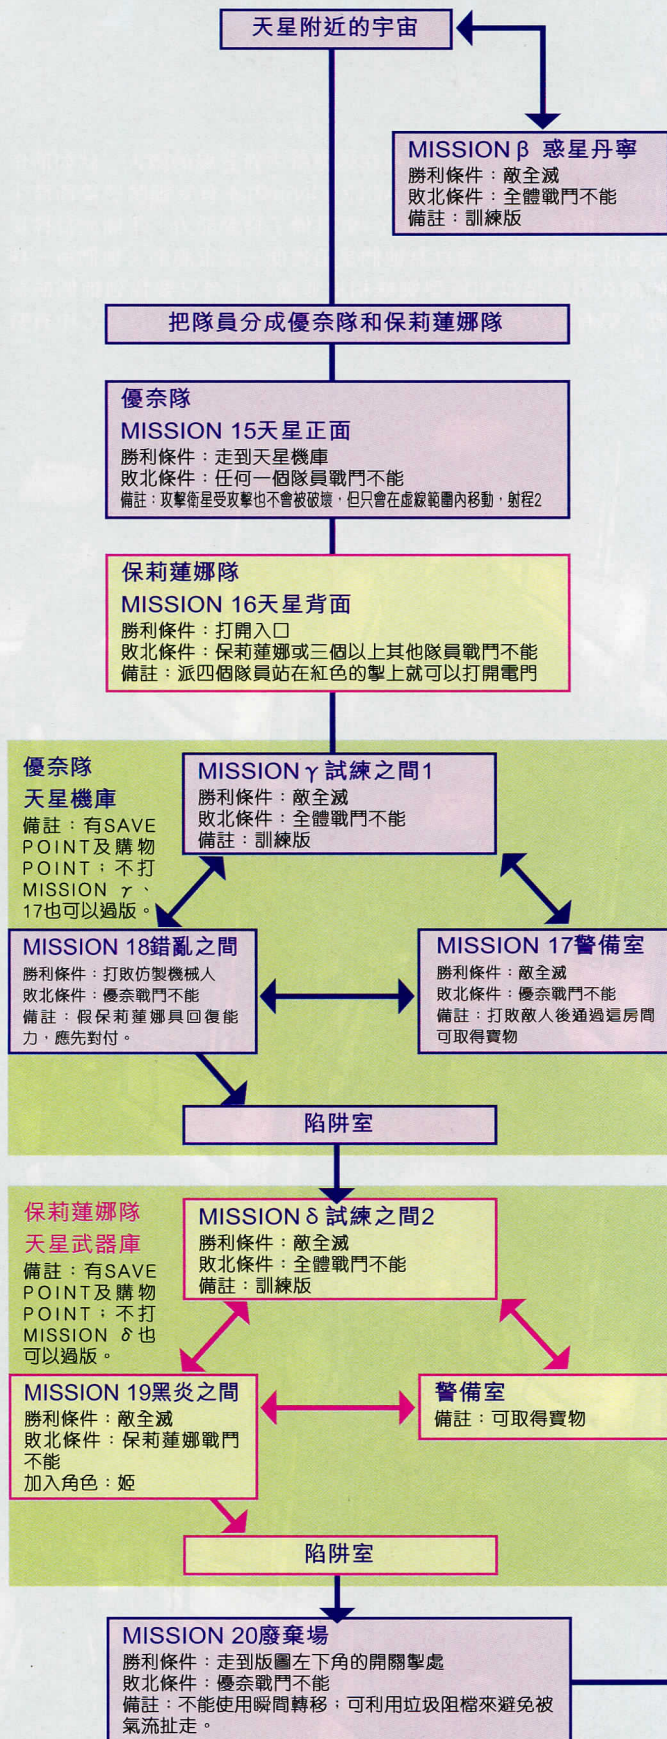 天星附近的宇宙
MISSION β 惑星丹寧
勝利條件：敵全滅
敗北條件：全體戰鬥不能
備註：訓練版
把隊員分成優奈隊和保莉蓮娜隊
優奈隊
MISSION 15天星正面
勝利條件：走到天星機庫
敗北條件：任何一個隊員戰鬥不能
備註：攻擊衛星受攻擊也不會被破壞，但只會在虛線範圍內移動，射程2
保莉蓮娜隊
MISSION 16天星背面
勝利條件：打開入口
敗北條件：保莉蓮娜或三個以上其他隊員戰鬥不能
備註：派四個隊員站在紅色的掣上就可以打開電門
優奈隊
天星機庫
備註：有SAVE
POINT及購物
POINT；不打
MISSION γ、
17也可以過版。
MISSION γ 試練之間1
勝利條件：敵全滅
敗北條件：全體戰鬥不能
備註：訓練版
MISSION 18錯亂之間
勝利條件：打敗仿製機械人
敗北條件：優奈戰鬥不能
備註：假保莉蓮娜具回復能
力，應先對付。
MISSION 17警備室
勝利條件：敵全滅
敗北條件：優奈戰鬥不能
備註：打敗敵人後通過這房間
可取得寶物
陷阱室
保莉蓮娜隊
天星武器庫
備註：有SAVE
POINT及購物
POINT；不打
MISSION δ也
可以過版。
MISSION δ 試練之間2
勝利條件：敵全滅
敗北條件：全體戰鬥不能
備註：訓練版
MISSION 19黑炎之間
勝利條件：敵全滅
敗北條件：保莉蓮娜戰鬥
不能
加入角色：姬
警備室
備註：可取得寶物
陷阱室
MISSION 20廢棄場
勝利條件：走到版圖左下角的開關掣處
敗北條件：優奈戰鬥不能
備註：不能使用瞬間轉移；可利用垃圾阻檔來避免被
氣流扯走。